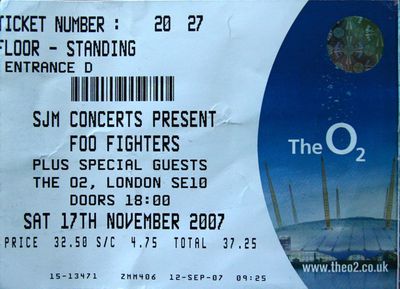 TICKET NUMBER : 20 27
FLOOR - STANDING
ENTRANCE D
SJM CONCERTS PRESENT
FOO FIGHTERS
PLUS SPECIAL GUESTS
THE O2, LONDON SE10
DOORS 18:00
SAT 17TH NOVEMBER 2007
PRICE 32.50 S/C 4.75 TOTAL 37.25
15-13471 ZMM406 12-SEP-07 09:25
The O2
www.theo2.co.uk